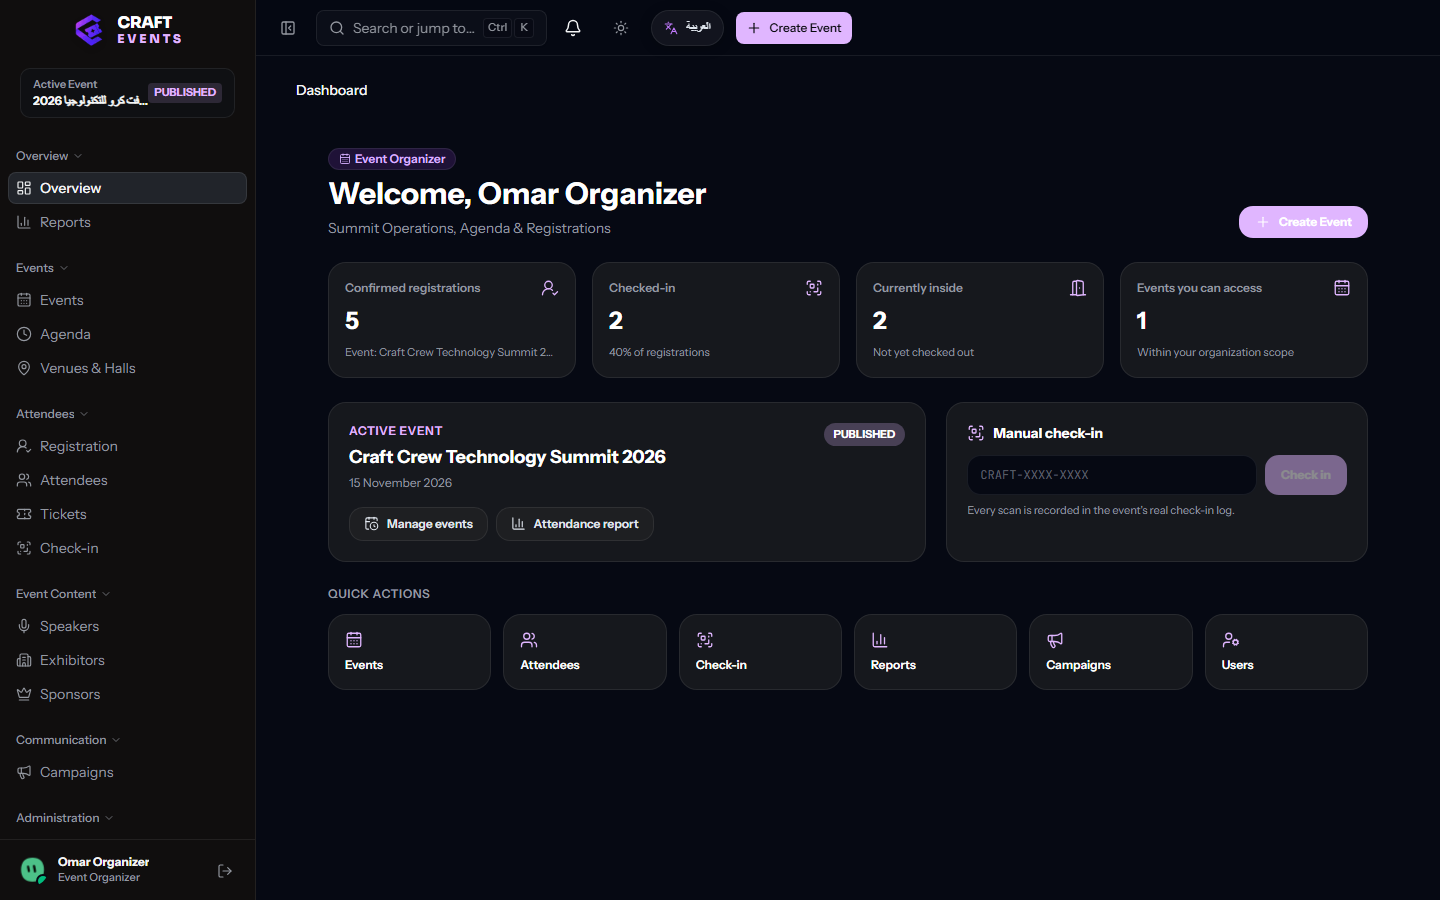 CRAFT
EVENTS
Search or jump to...
Ctrl K
العربية
Create Event
Active Event
فت كرو للتكنولوجيا 2026...
PUBLISHED
Dashboard
Overview
Overview
Reports
Events
Events
Agenda
Venues & Halls
Attendees
Registration
Attendees
Tickets
Check-in
Event Content
Speakers
Exhibitors
Sponsors
Communication
Campaigns
Administration
Omar Organizer
Event Organizer
Event Organizer
Welcome, Omar Organizer
Summit Operations, Agenda & Registrations
Create Event
Confirmed registrations
5
Event: Craft Crew Technology Summit 2...
Checked-in
2
40% of registrations
Currently inside
2
Not yet checked out
Events you can access
1
Within your organization scope
ACTIVE EVENT
PUBLISHED
Craft Crew Technology Summit 2026
15 November 2026
Manage events
Attendance report
Manual check-in
CRAFT-XXXX-XXXX
Check in
Every scan is recorded in the event's real check-in log.
QUICK ACTIONS
Events
Attendees
Check-in
Reports
Campaigns
Users